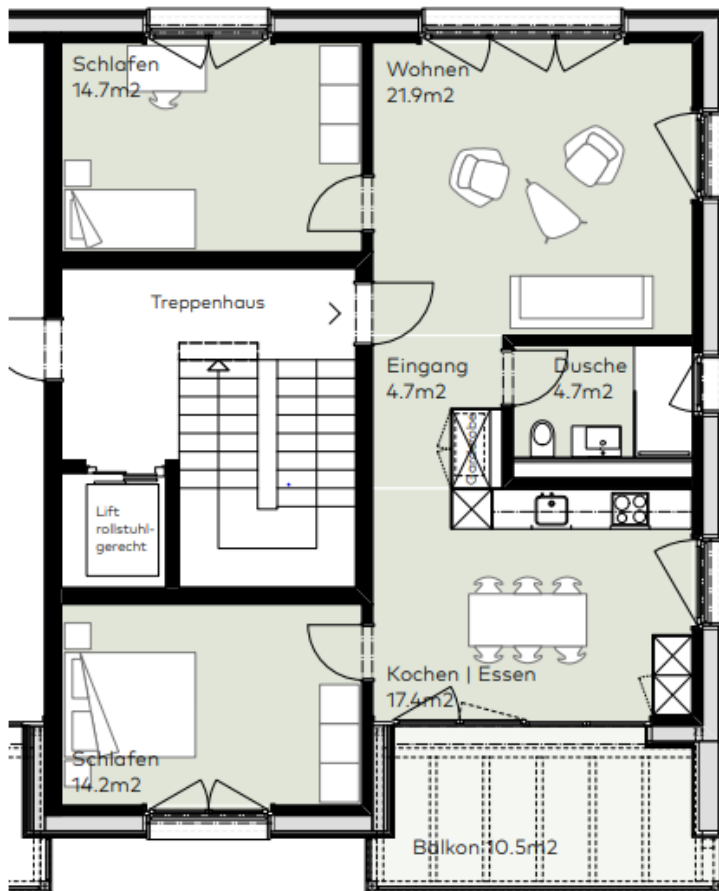 Schlafen
14.7m2
Wohnen
21.9m2
Treppenhaus
Eingang
4.7m2
Dusche
4.7m2
Lift
rollstuhl-
gerecht
Kochen | Essen
17.4m2
Schlafen
14.2m2
Balkon 10.5m2